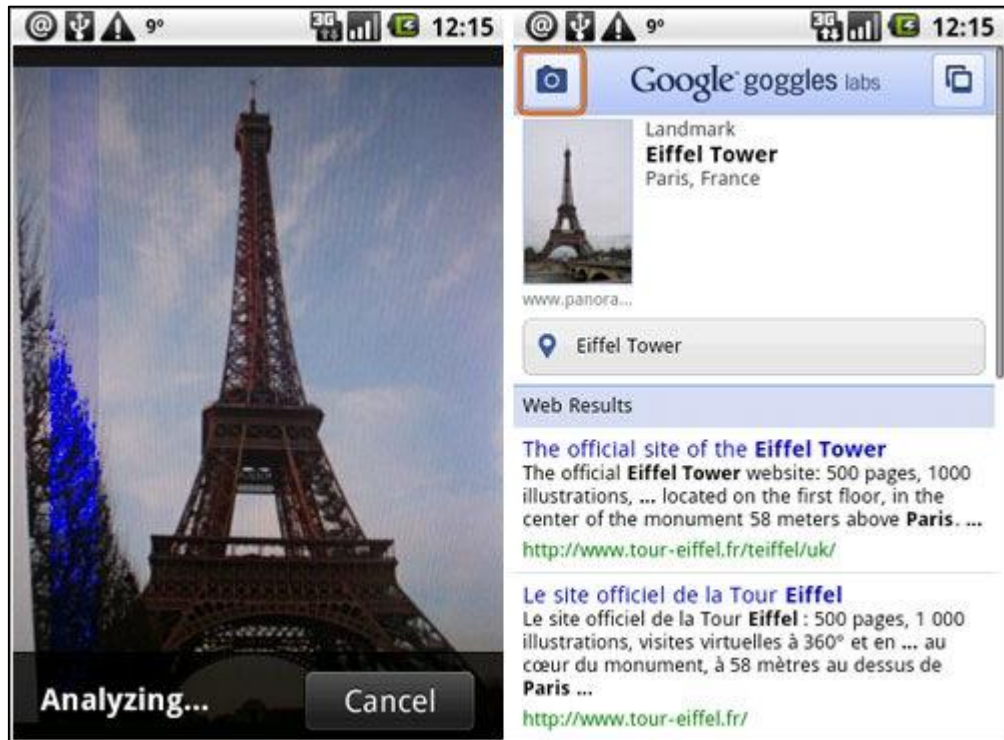 9° 3G 12:15
Analyzing...
Cancel
9° 3G 12:15
Google goggles labs
Landmark
Eiffel Tower
Paris, France
www.panora...
Eiffel Tower
Web Results
The official site of the Eiffel Tower
The official Eiffel Tower website: 500 pages, 1000
illustrations, ... located on the first floor, in the
center of the monument 58 meters above Paris. ...
http://www.tour-eiffel.fr/teiffel/uk/
Le site officiel de la Tour Eiffel
Le site officiel de la Tour Eiffel : 500 pages, 1 000
illustrations, visites virtuelles à 360° et en ... au
cœur du monument, à 58 mètres au dessus de
Paris ...
http://www.tour-eiffel.fr/